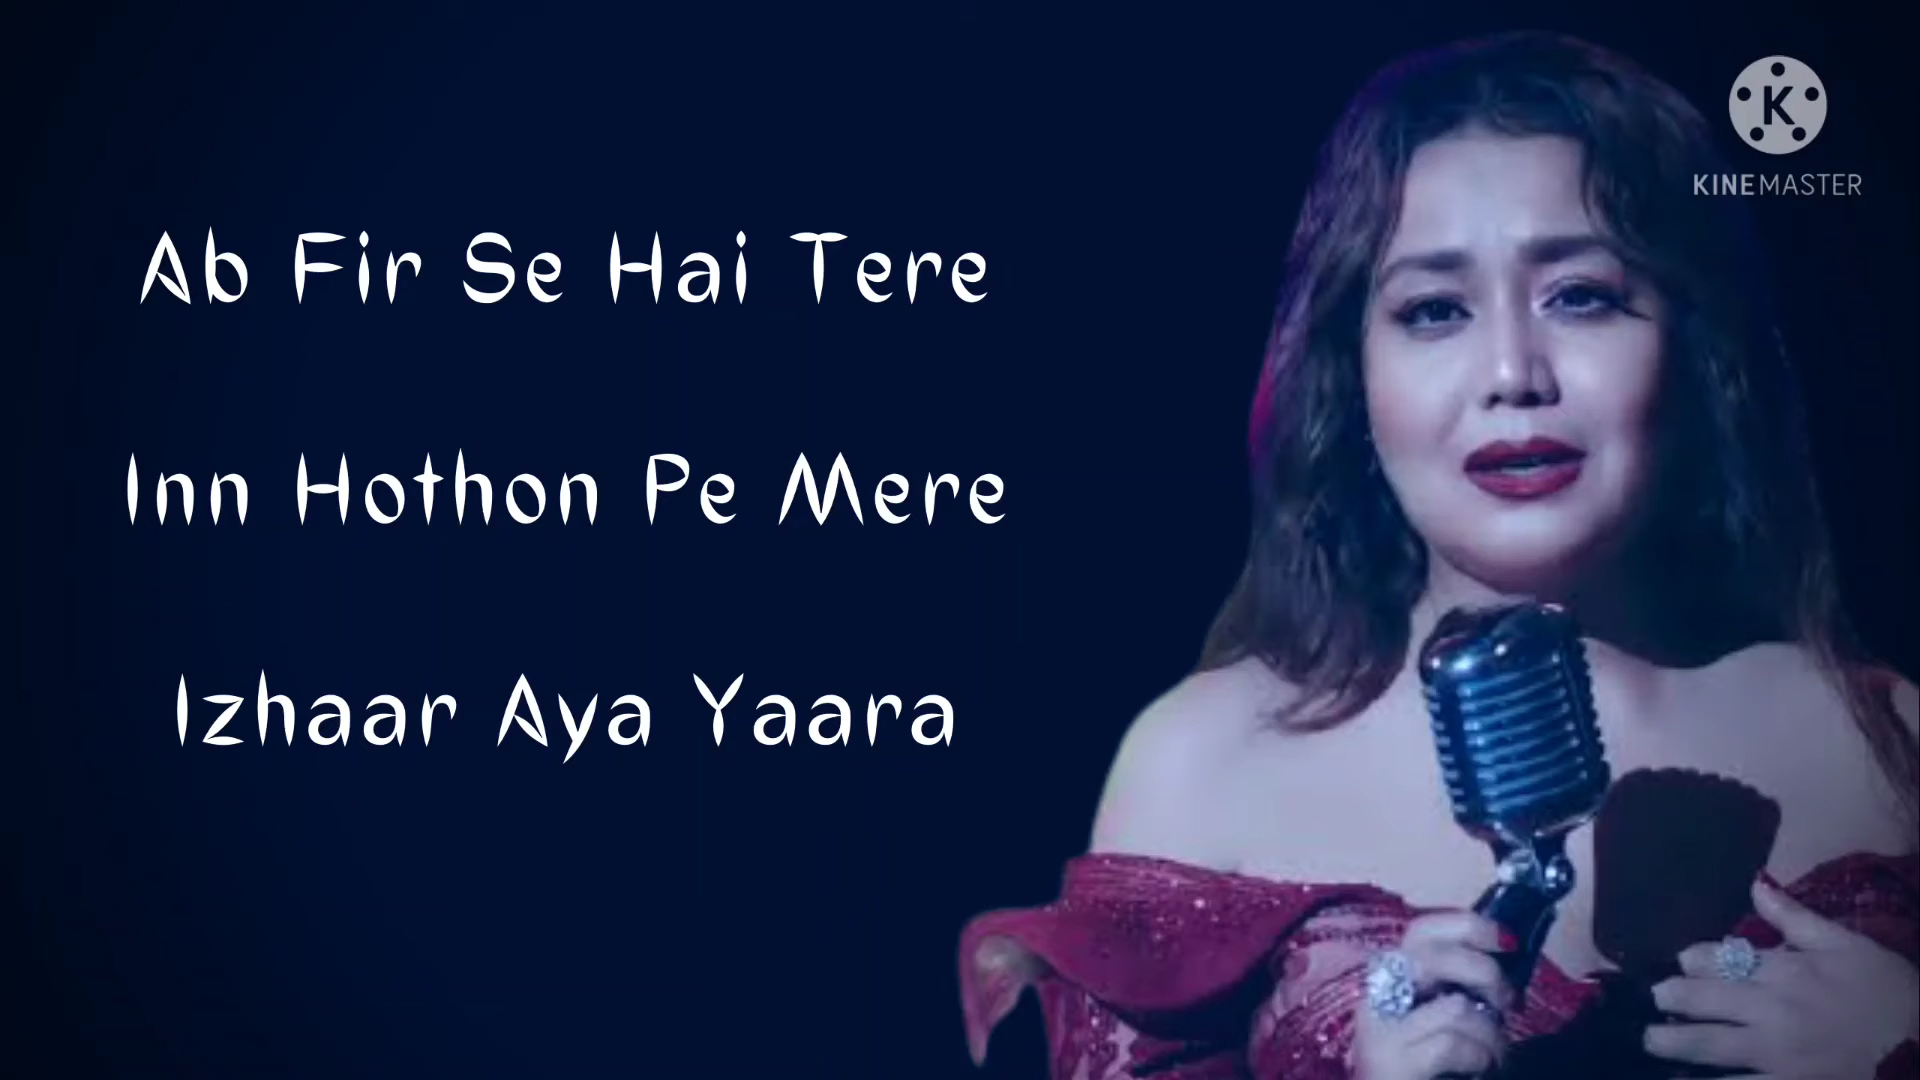 K
KINEMASTER
Ab Fir Se Hai Tere
Inn Hothon Pe Mere
Izhaar Aya Yaara